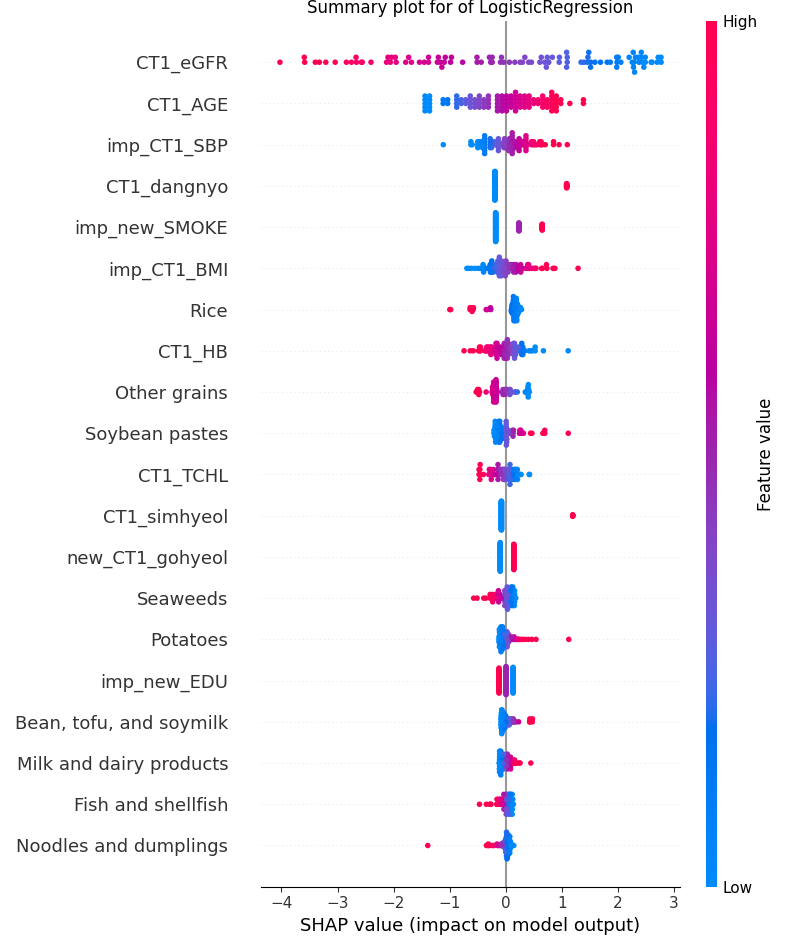 Summary plot for of LogisticRegression
High
CT1_eGFR
CT1_AGE
imp_CT1_SBP
CT1_dangnyo
imp_new_SMOKE
imp_CT1_BMI
Rice
CT1_HB
Other grains
Soybean pastes
CT1_TCHL
CT1_simhyeol
new_CT1_gohyeol
Seaweeds
Potatoes
imp_new_EDU
Bean, tofu, and soymilk
Milk and dairy products
Fish and shellfish
Noodles and dumplings
Feature value
Low
−4 −3 −2 −1 0 1 2 3
SHAP value (impact on model output)